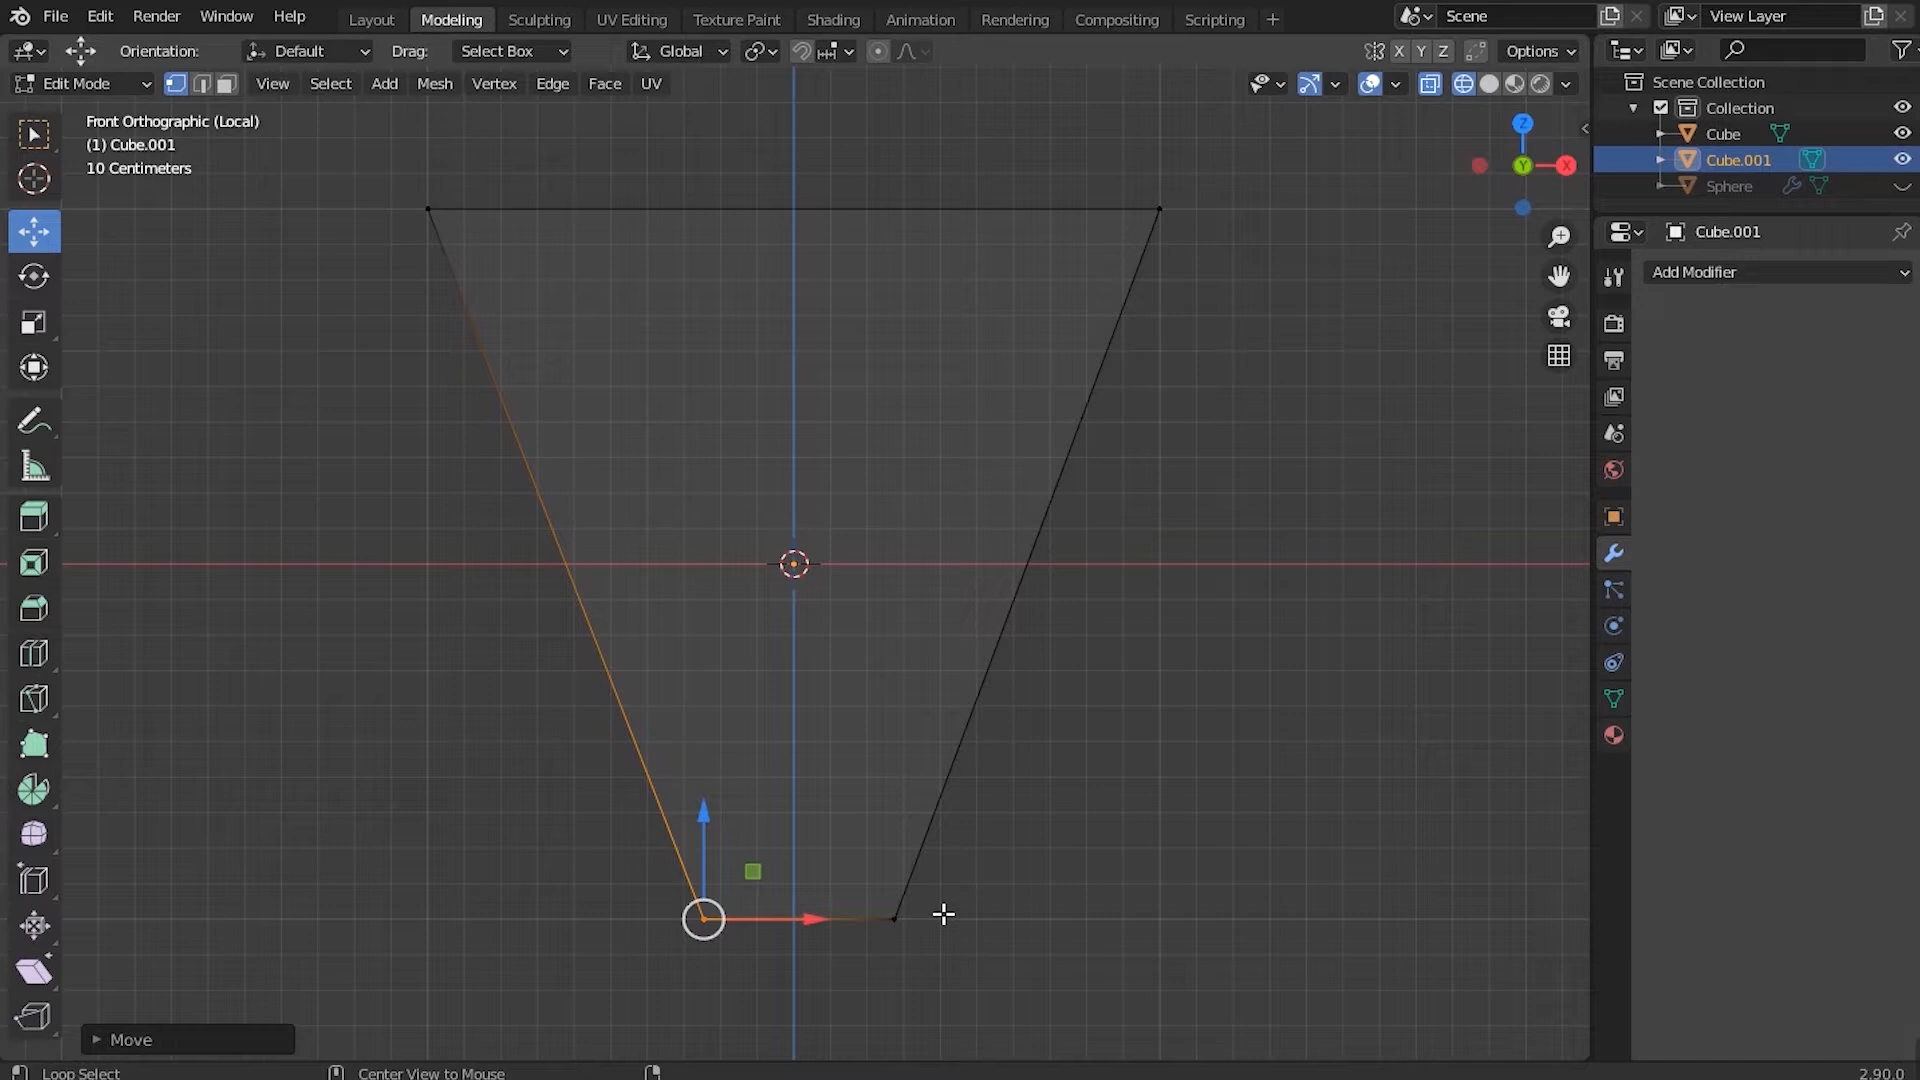 File Edit Render Window Help Layout Modeling Sculpting UV Editing Texture Paint Shading Animation Rendering Compositing Scripting + Scene View Layer
Orientation: Default Drag: Select Box Global X Y Z Options
Edit Mode View Select Add Mesh Vertex Edge Face UV
Scene Collection
Collection
Cube
Cube.001
Sphere
Front Orthographic (Local)
(1) Cube.001
10 Centimeters
Z
Y
X
Cube.001
Add Modifier
Move
Loop Select Center View to Mouse 2.90.0